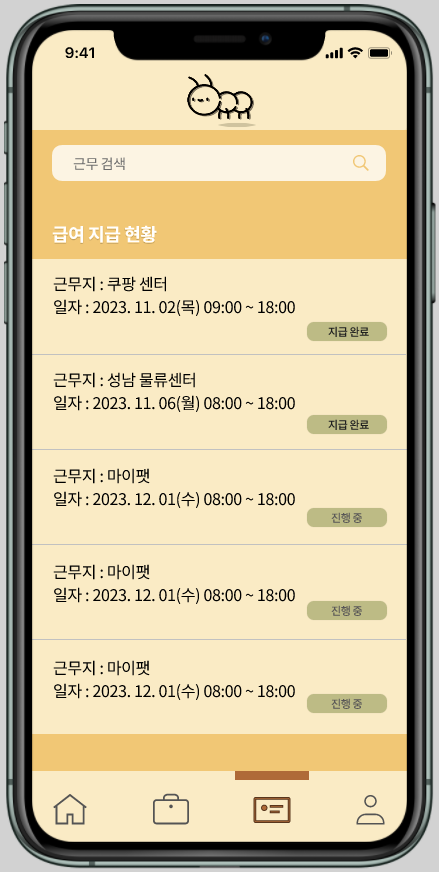 9:41
근무 검색
급여 지급 현황
근무지 : 쿠팡 센터
일자 : 2023. 11. 02(목) 09:00 ~ 18:00
지급 완료
근무지 : 성남 물류센터
일자 : 2023. 11. 06(월) 08:00 ~ 18:00
지급 완료
근무지 : 마이팻
일자 : 2023. 12. 01(수) 08:00 ~ 18:00
진행 중
근무지 : 마이팻
일자 : 2023. 12. 01(수) 08:00 ~ 18:00
진행 중
근무지 : 마이팻
일자 : 2023. 12. 01(수) 08:00 ~ 18:00
진행 중